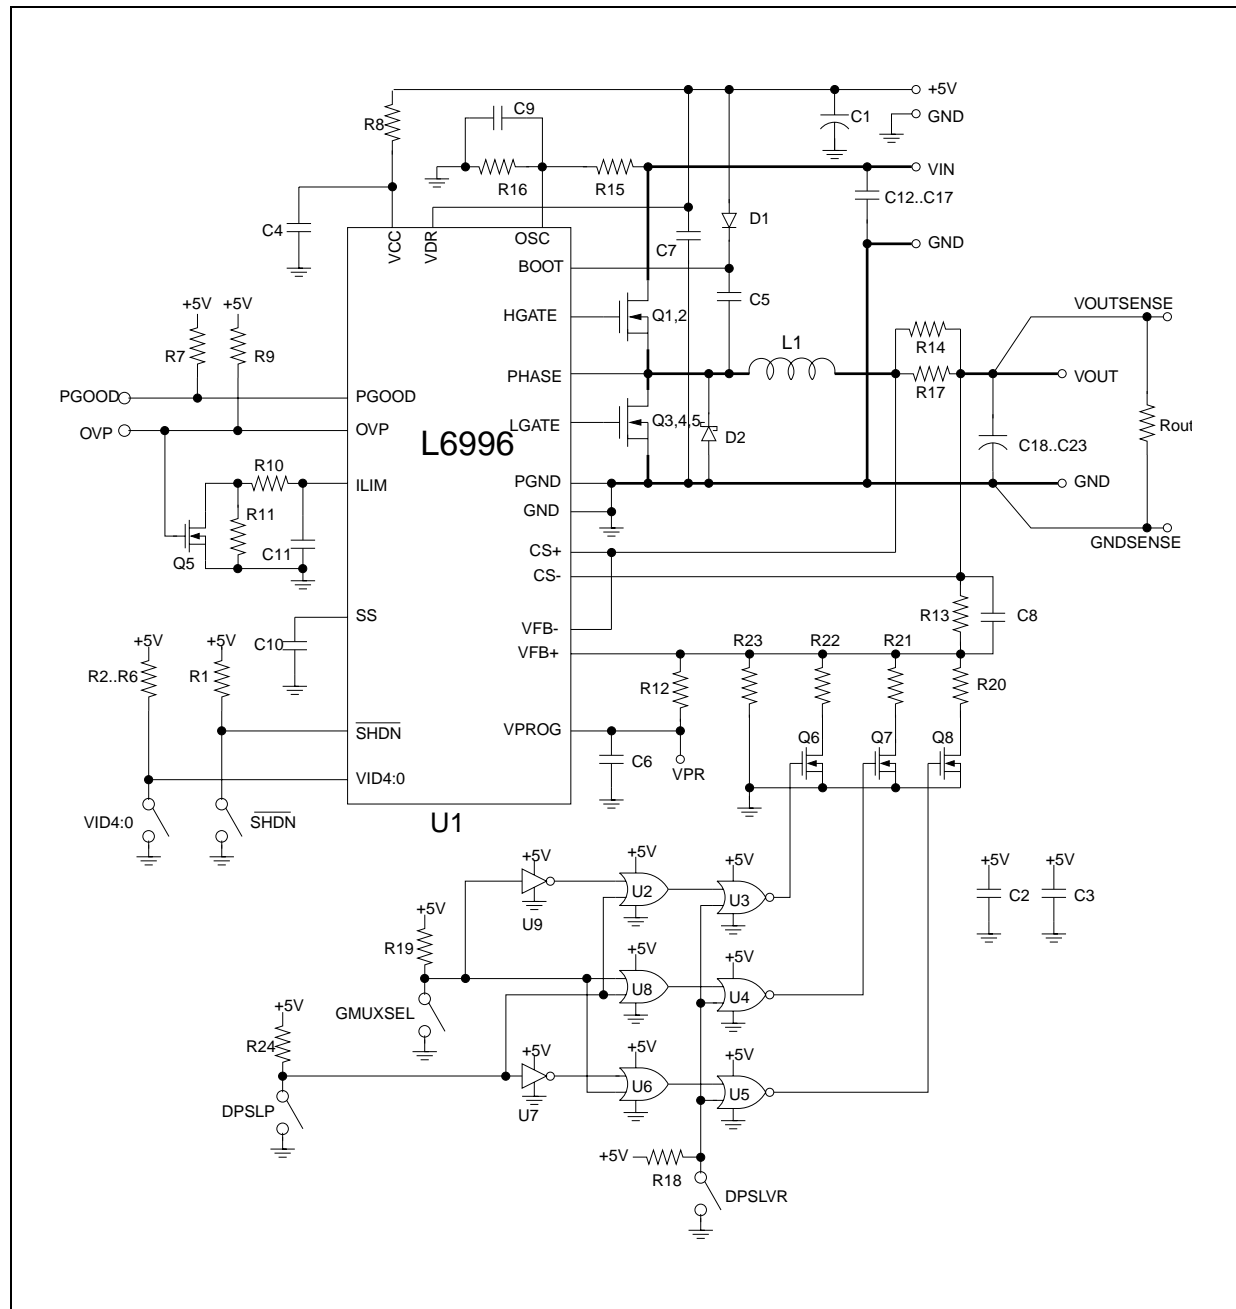 +5V
C9
R8
C1
GND
VIN
R16
R15
C12..C17
D1
C4
VCC
VDR
OSC
C7
GND
BOOT
C5
+5V
+5V
VOUTSENSE
HGATE
Q1,2
L1
R7
R9
R14
PHASE
VOUT
R17
PGOOD
PGOOD
OVP
OVP
LGATE
Q3,4,5
D2
Rout
L6996
C18..C23
R10
ILIM
PGND
GND
R11
GND
GNDSENSE
Q5
C11
CS+
CS-
SS
R13
C8
VFB-
+5V
+5V
C10
R23
R22
R21
VFB+
R2..R6
R1
R12
R20
SHDN
VPROG
Q6
Q7
Q8
C6
VPR
VID4:0
VID4:0
SHDN
U1
+5V
+5V
+5V
+5V
+5V
U2
U3
C2
C3
+5V
U9
R19
+5V
+5V
U8
U4
GMUXSEL
+5V
R24
+5V
+5V
+5V
U6
U5
DPSLP
U7
+5V
R18
DPSLVR